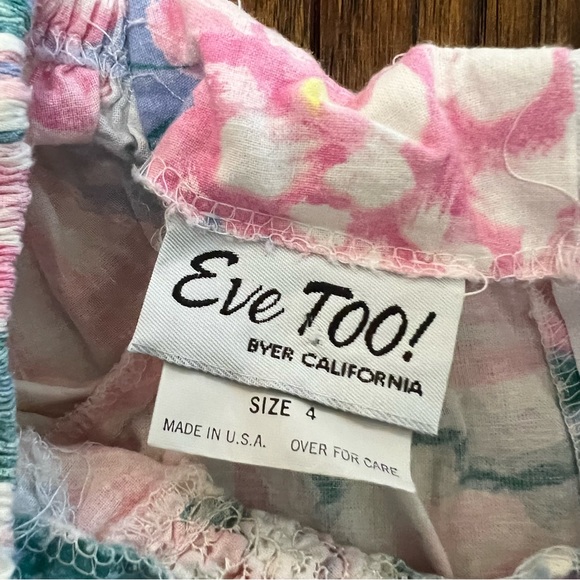 Eve TOO!
BYER CALIFORNIA
SIZE 4
MADE IN U.S.A. OVER FOR CARE